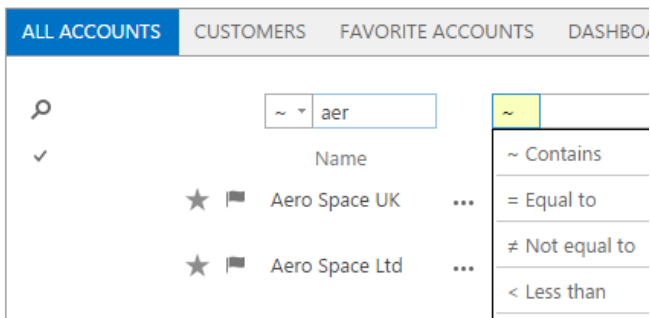 ALL ACCOUNTS CUSTOMERS FAVORITE ACCOUNTS
~ aer ~
Name
~ Contains
Aero Space UK ... = Equal to
≠ Not equal to
Aero Space Ltd ...
< Less than